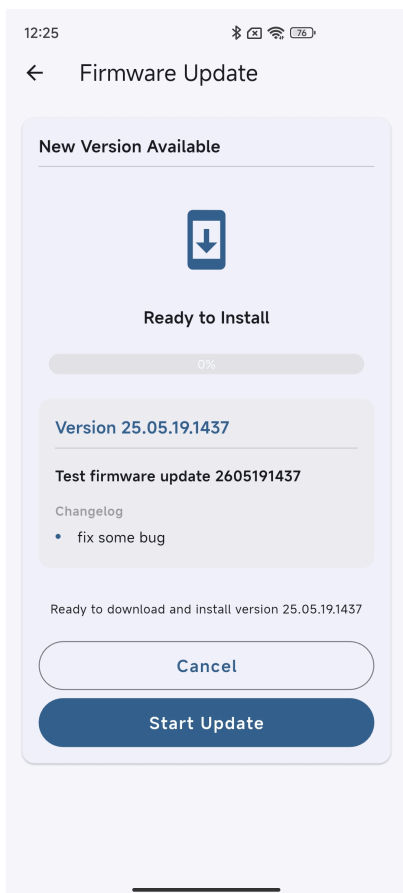 12:25
76
Firmware Update
New Version Available
Ready to Install
0%
Version 25.05.19.1437
Test firmware update 2605191437
Changelog
• fix some bug
Ready to download and install version 25.05.19.1437
Cancel
Start Update